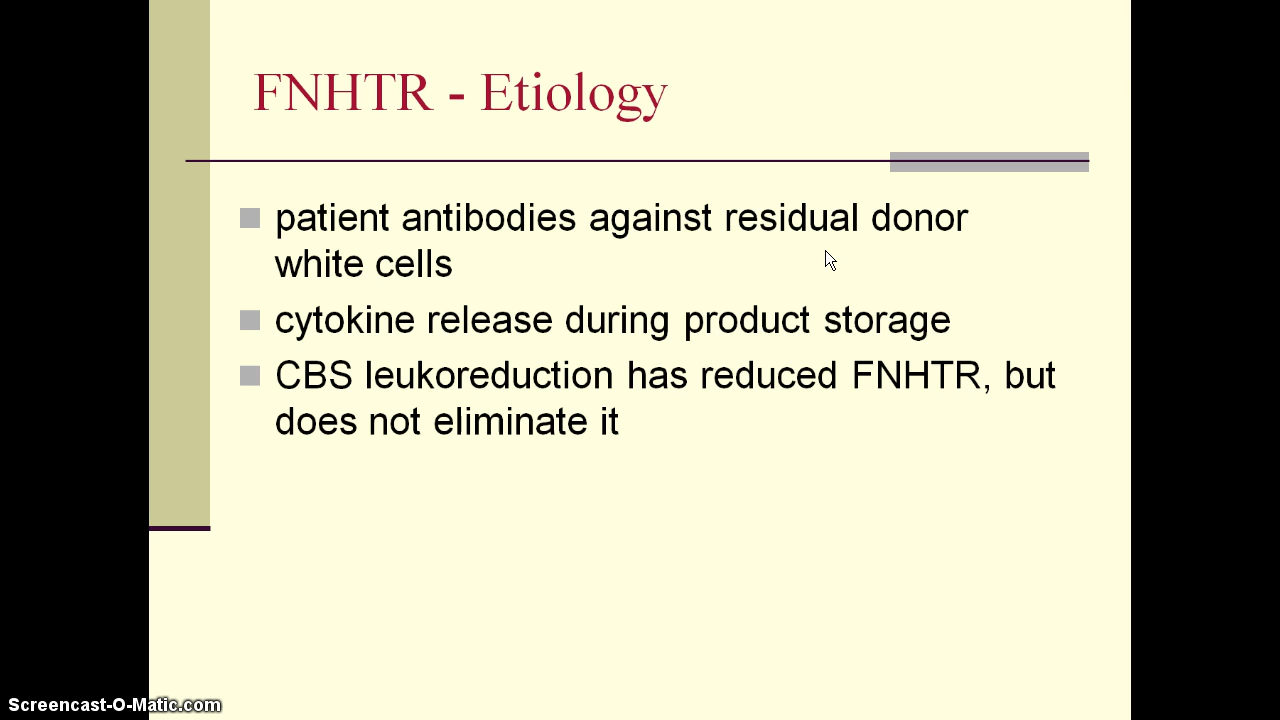 FNHTR - Etiology
patient antibodies against residual donor
white cells
cytokine release during product storage
CBS leukoreduction has reduced FNHTR, but
does not eliminate it
Screencast-O-Matic.com